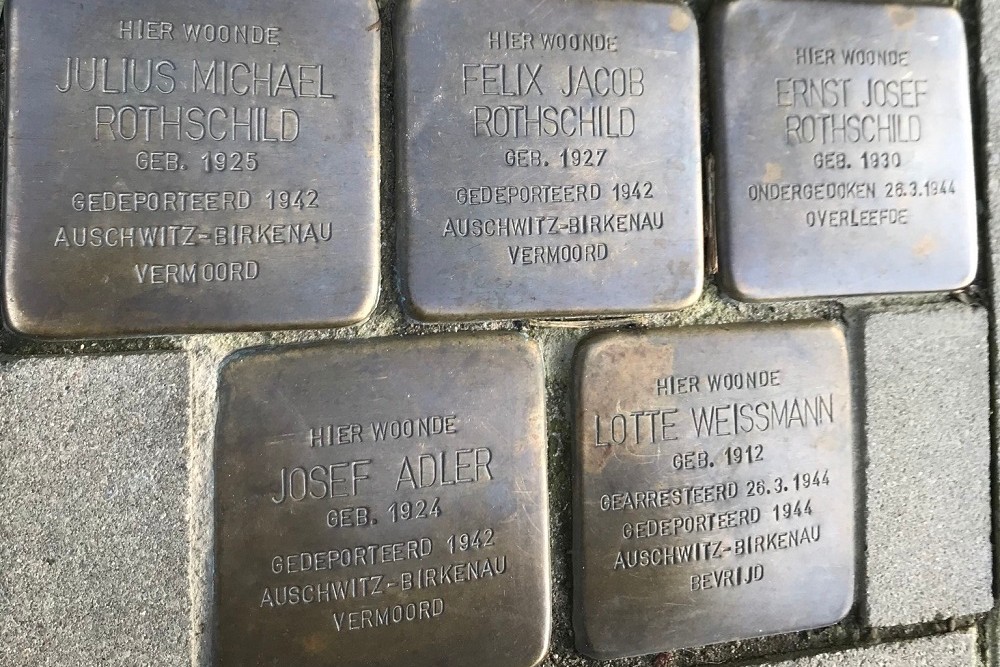 HIER WOONDE
JULIUS MICHAEL
ROTHSCHILD
GEB. 1925
GEDEPORTEERD 1942
AUSCHWITZ-BIRKENAU
VERMOORD
HIER WOONDE
FELIX JACOB
ROTHSCHILD
GEB. 1927
GEDEPORTEERD 1942
AUSCHWITZ-BIRKENAU
VERMOORD
HIER WOONDE
ERNST JOSEF
ROTHSCHILD
GEB. 1930
ONDERGEDOKEN 26.3.1944
OVERLEEFDE
HIER WOONDE
JOSEF ADLER
GEB. 1924
GEDEPORTEERD 1942
AUSCHWITZ-BIRKENAU
VERMOORD
HIER WOONDE
LOTTE WEISSMANN
GEB. 1912
GEARRESTEERD 26.3.1944
GEDEPORTEERD 1944
AUSCHWITZ-BIRKENAU
BEVRIJD